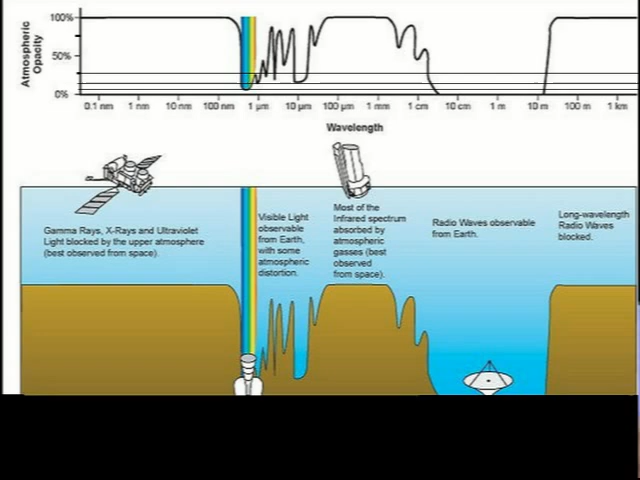 Atmospheric
Opacity
100%
50%
0%
0.1 nm 1 nm 10 nm 100 nm 1 µm 10 µm 100 µm 1 mm 1 cm 10 cm 1 m 10 m 100 m 1 km
Wavelength
Gamma Rays, X-Rays and Ultraviolet
Light blocked by the upper atmosphere
(best observed from space).
Visible Light
observable
from Earth,
with some
atmospheric
distortion.
Most of the
Infrared spectrum
absorbed by
atmospheric
gasses (best
observed
from space).
Radio Waves observable
from Earth.
Long-wavelength
Radio Waves
blocked.